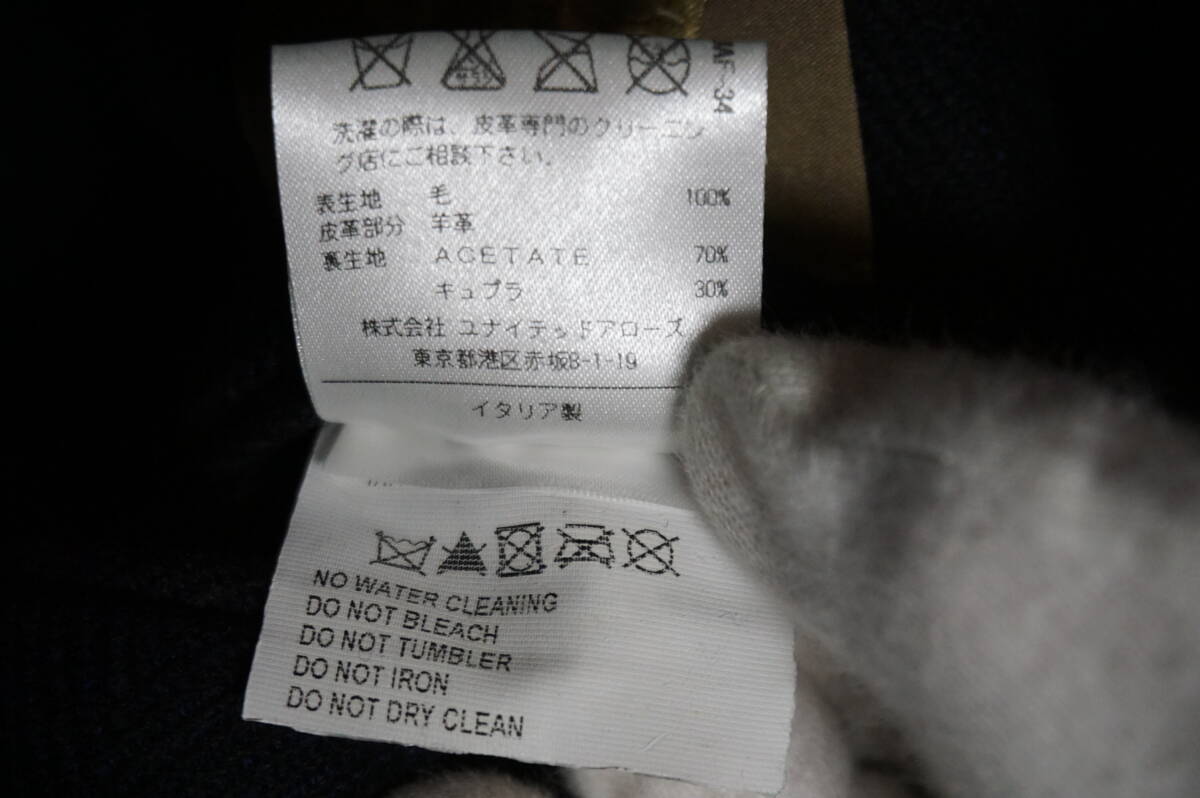 洗濯の際は、皮革専門のクリーニン
グ店にご相談下さい。
表生地 毛 100%
皮革部分 羊革
裏生地 ACETATE 70%
キュプラ 30%
株式会社 ユナイテッドアローズ
東京都港区赤坂8-1-19
イタリア製
NO WATER CLEANING
DO NOT BLEACH
DO NOT TUMBLER
DO NOT IRON
DO NOT DRY CLEAN